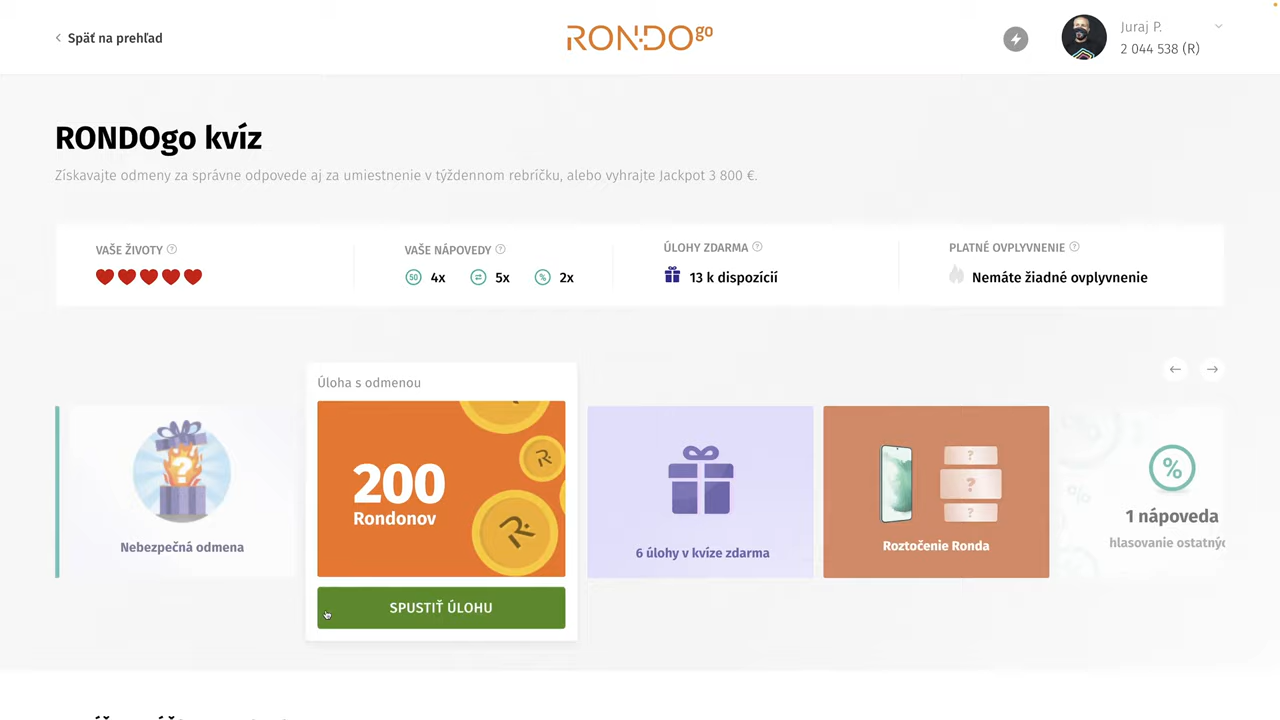 Späť na prehľad
RONDOgo
Juraj P.
2 044 538 (R)
RONDOgo kvíz
Získavajte odmeny za správne odpovede aj za umiestnenie v týždennom rebríčku, alebo vyhrajte Jackpot 3 800 €.
VAŠE ŽIVOTY ?
VAŠE NÁPOVEDY ?
50 4x 5x % 2x
ÚLOHY ZDARMA ?
13 k dispozícií
PLATNÉ OVPLYVNENIE ?
Nemáte žiadné ovplyvnenie
Úloha s odmenou
?
Nebezpečná odmena
200
Rondonov
SPUSTIŤ ÚLOHU
6 úlohy v kvíze zdarma
?
?
?
Roztočenie Ronda
%
1 nápoveda
hlasovanie ostatnýc